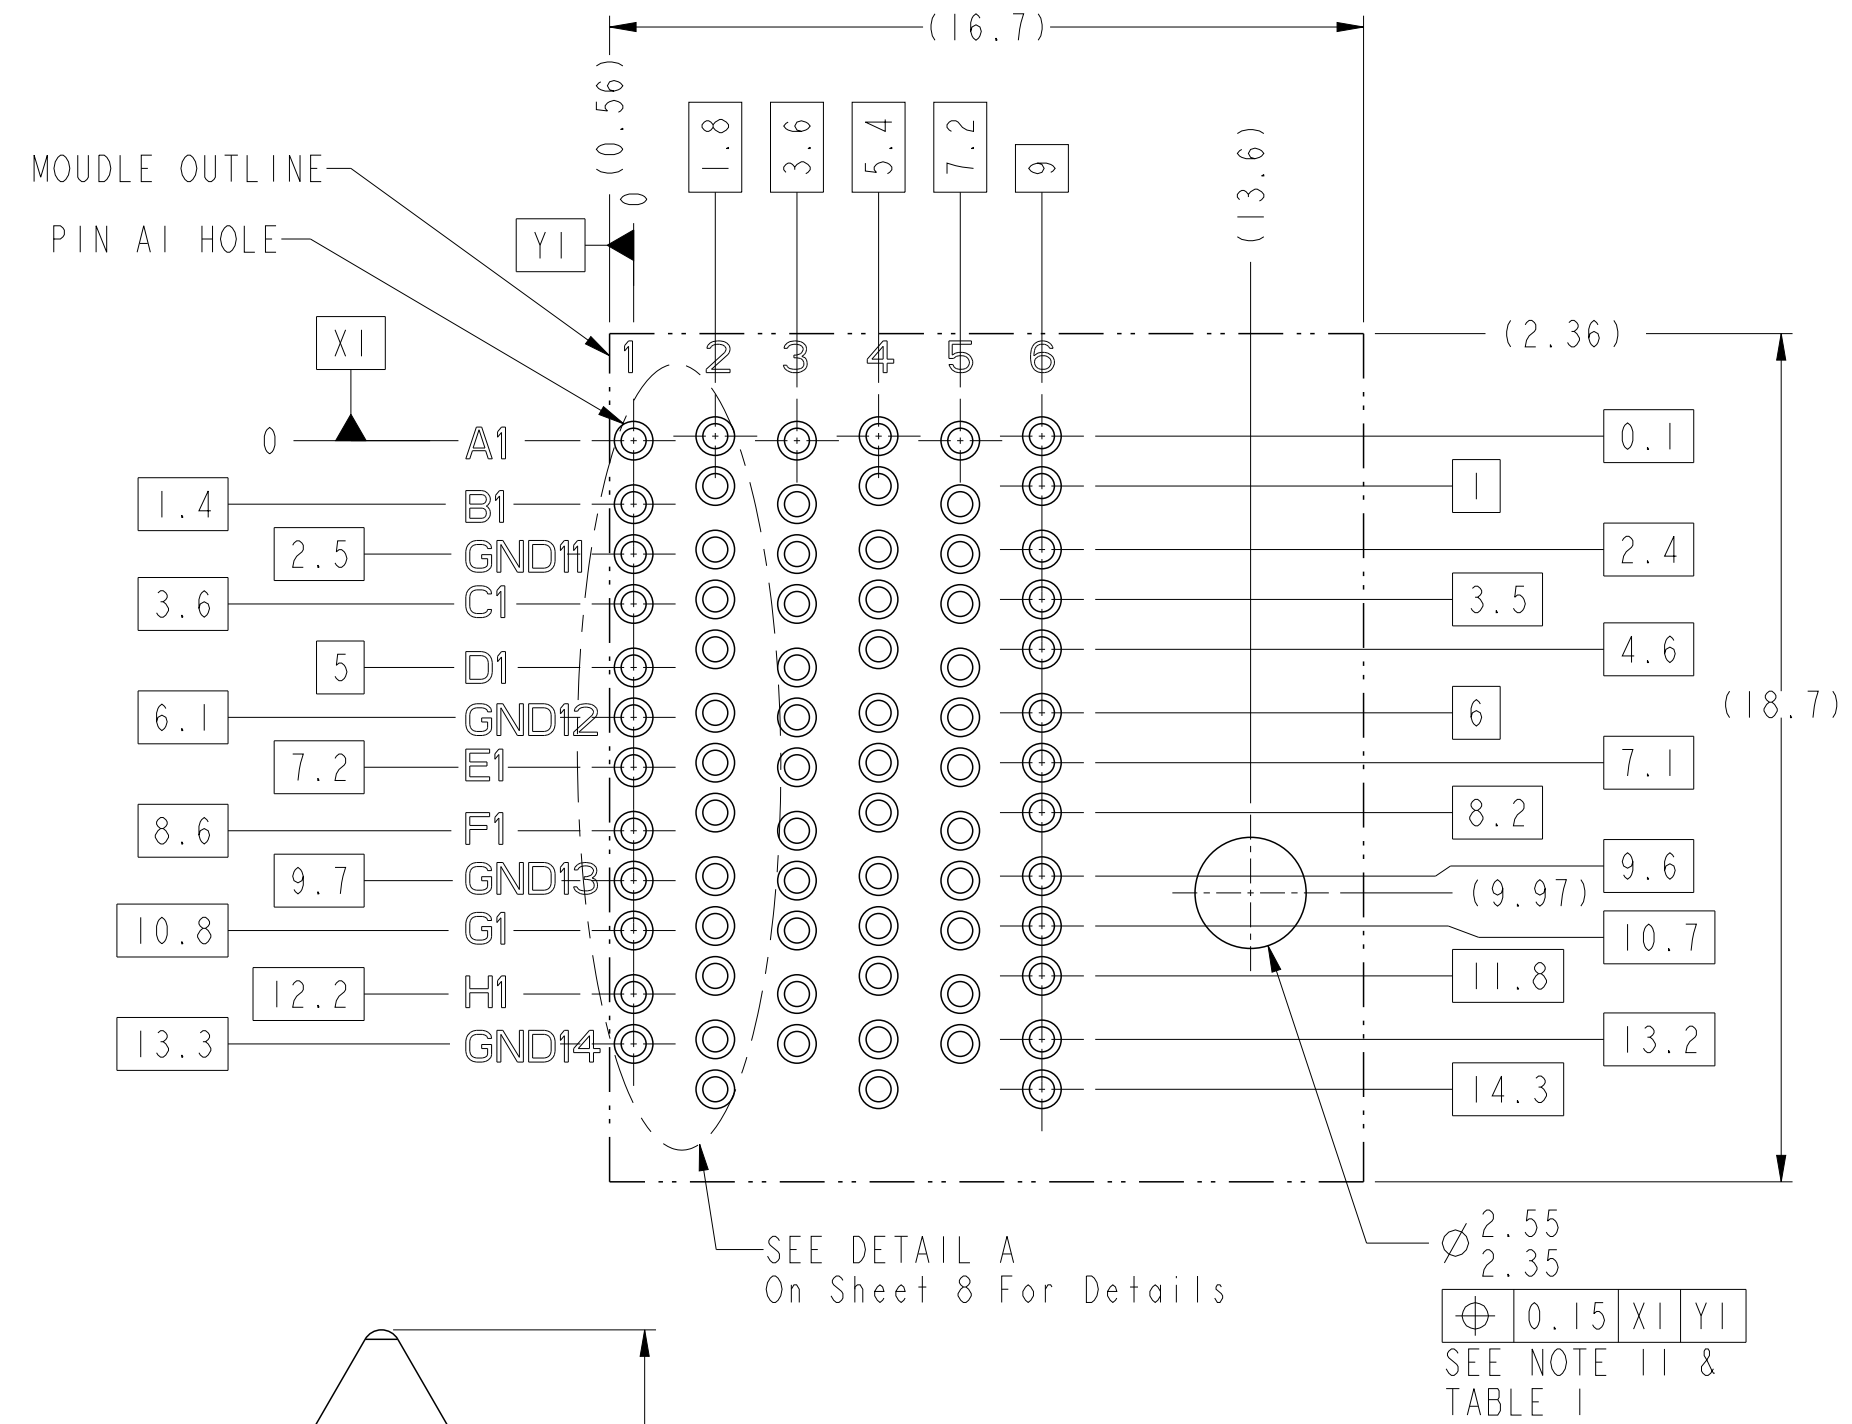 (16.7)
(0.56)
0
1.8
3.6
5.4
7.2
9
(13.6)
MOUDLE OUTLINE
PIN A1 HOLE
Y1
X1
(2.36)
1 2 3 4 5 6
0 A1
0.1
1
1.4 B1
2.5 GND11
2.4
3.6 C1
3.5
4.6
5 D1
6.1 GND12
6
(18.7)
7.2 E1
7.1
8.6 F1
8.2
9.7 GND13
9.6
(9.97)
10.8 G1
10.7
11.8
12.2 H1
13.3 GND14
13.2
14.3
SEE DETAIL A
On Sheet 8 For Details
⌀ 2.55
2.35
⌖ 0.15 X1 Y1
SEE NOTE 11 &
TABLE 1